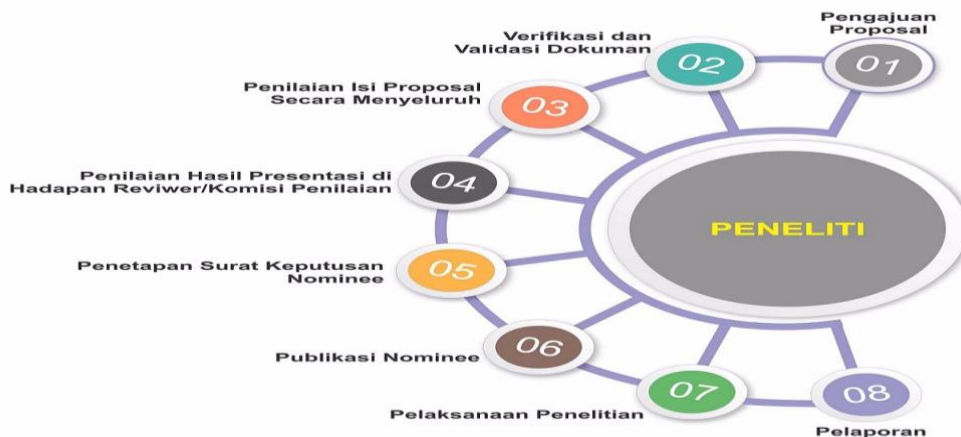 Pengajuan
Proposal
01
Verifikasi dan
Validasi Dokuman
02
Penilaian Isi Proposal
Secara Menyeluruh
03
Penilaian Hasil Presentasi di
Hadapan Reviwer/Komisi Penilaian
04
Penetapan Surat Keputusan
Nominee
05
Publikasi Nominee
06
Pelaksanaan Penelitian
07
Pelaporan
08
PENELITI